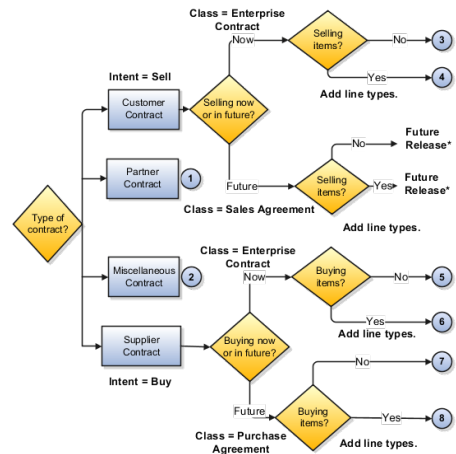 Class = Enterprise
Contract
Now
Selling
items?
No
3
Yes
4
Add line types.
Intent = Sell
Customer
Contract
Selling now
or in future?
No
Future
Release*
Future
Selling
items?
Yes
Future
Release*
Class = Sales Agreement
Add line types.
Partner
Contract
1
Type of
contract?
Miscellaneous
Contract
2
Class = Enterprise
Contract
Now
Buying
items?
No
5
Yes
6
Add line types.
Supplier
Contract
Buying now
or in future?
Intent = Buy
No
7
Future
Buying
items?
Yes
8
Class = Purchase
Agreement
Add line types.